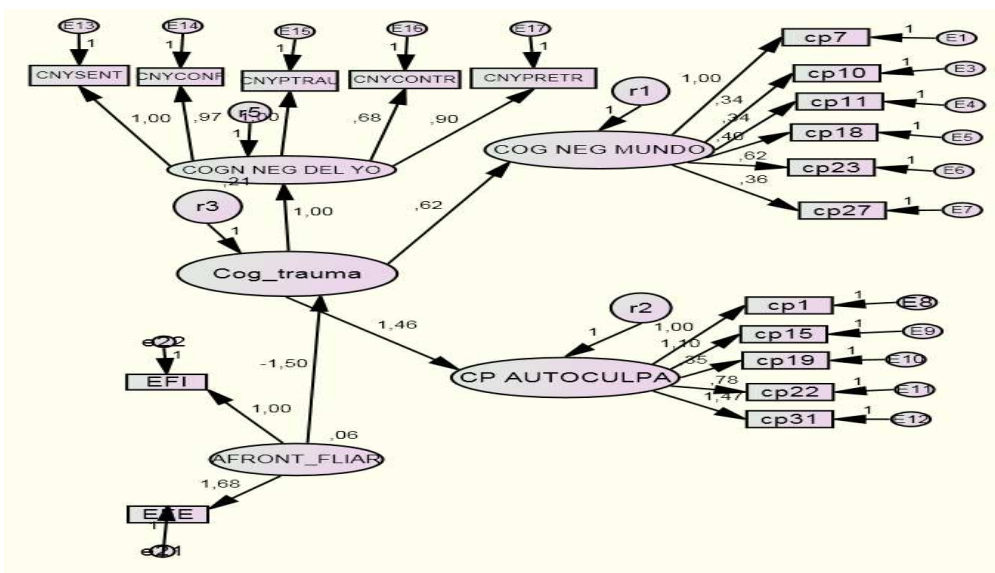 E13 E14 E15 E16 E17
1 1 1 1 1
CNYSENT CNYCONF CNYPTRAU CNYCONTR CNYPRETR
1,00 ,97 1,00 ,68 ,90
r5
1
COGN NEG DEL YO
,21
r3
1
1,00
,62
Cog_trauma
r1
1
COG NEG MUNDO
1,00
,34
,34
,40
,62
,36
cp7 1 E1
cp10 1 E3
cp11 1 E4
cp18 1 E5
cp23 1 E6
cp27 1 E7
1,46
-1,50
r2
1
CP AUTOCULPA
1,00
1,10
,35
,78
1,47
cp1 1 E8
cp15 1 E9
cp19 1 E10
cp22 1 E11
cp31 1 E12
e22
1
EFI
1,00
,06
AFRONT_FLIAR
1,68
EFE
1
e21